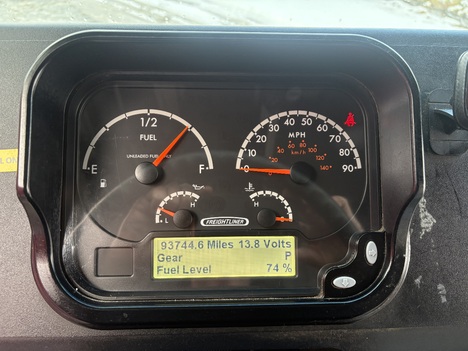 1/2
FUEL
UNLEADED FUEL ONLY
E
F
0
10
20
30
40
50
60
70
80
90
MPH
km/h
20
40
60
80
100
120
140
L
H
H
FREIGHTLINER
93744.6 Miles 13.8 Volts
Gear P
Fuel Level 74 %